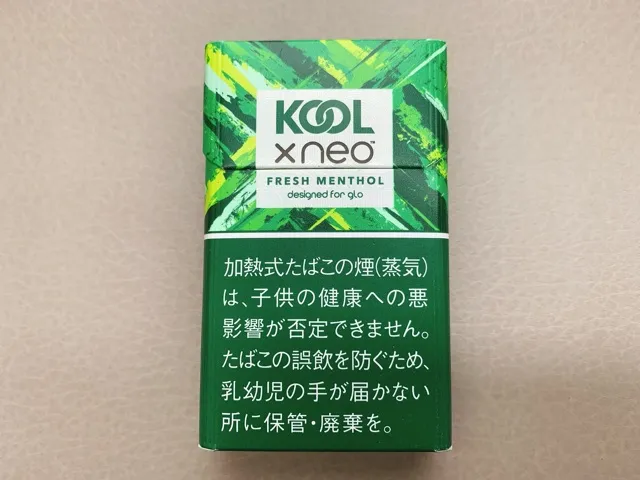 KOOL
x neo™
FRESH MENTHOL
designed for glo
加熱式たばこの煙(蒸気)
は、子供の健康への悪
影響が否定できません。
たばこの誤飲を防ぐため、
乳幼児の手が届かない
所に保管・廃棄を。